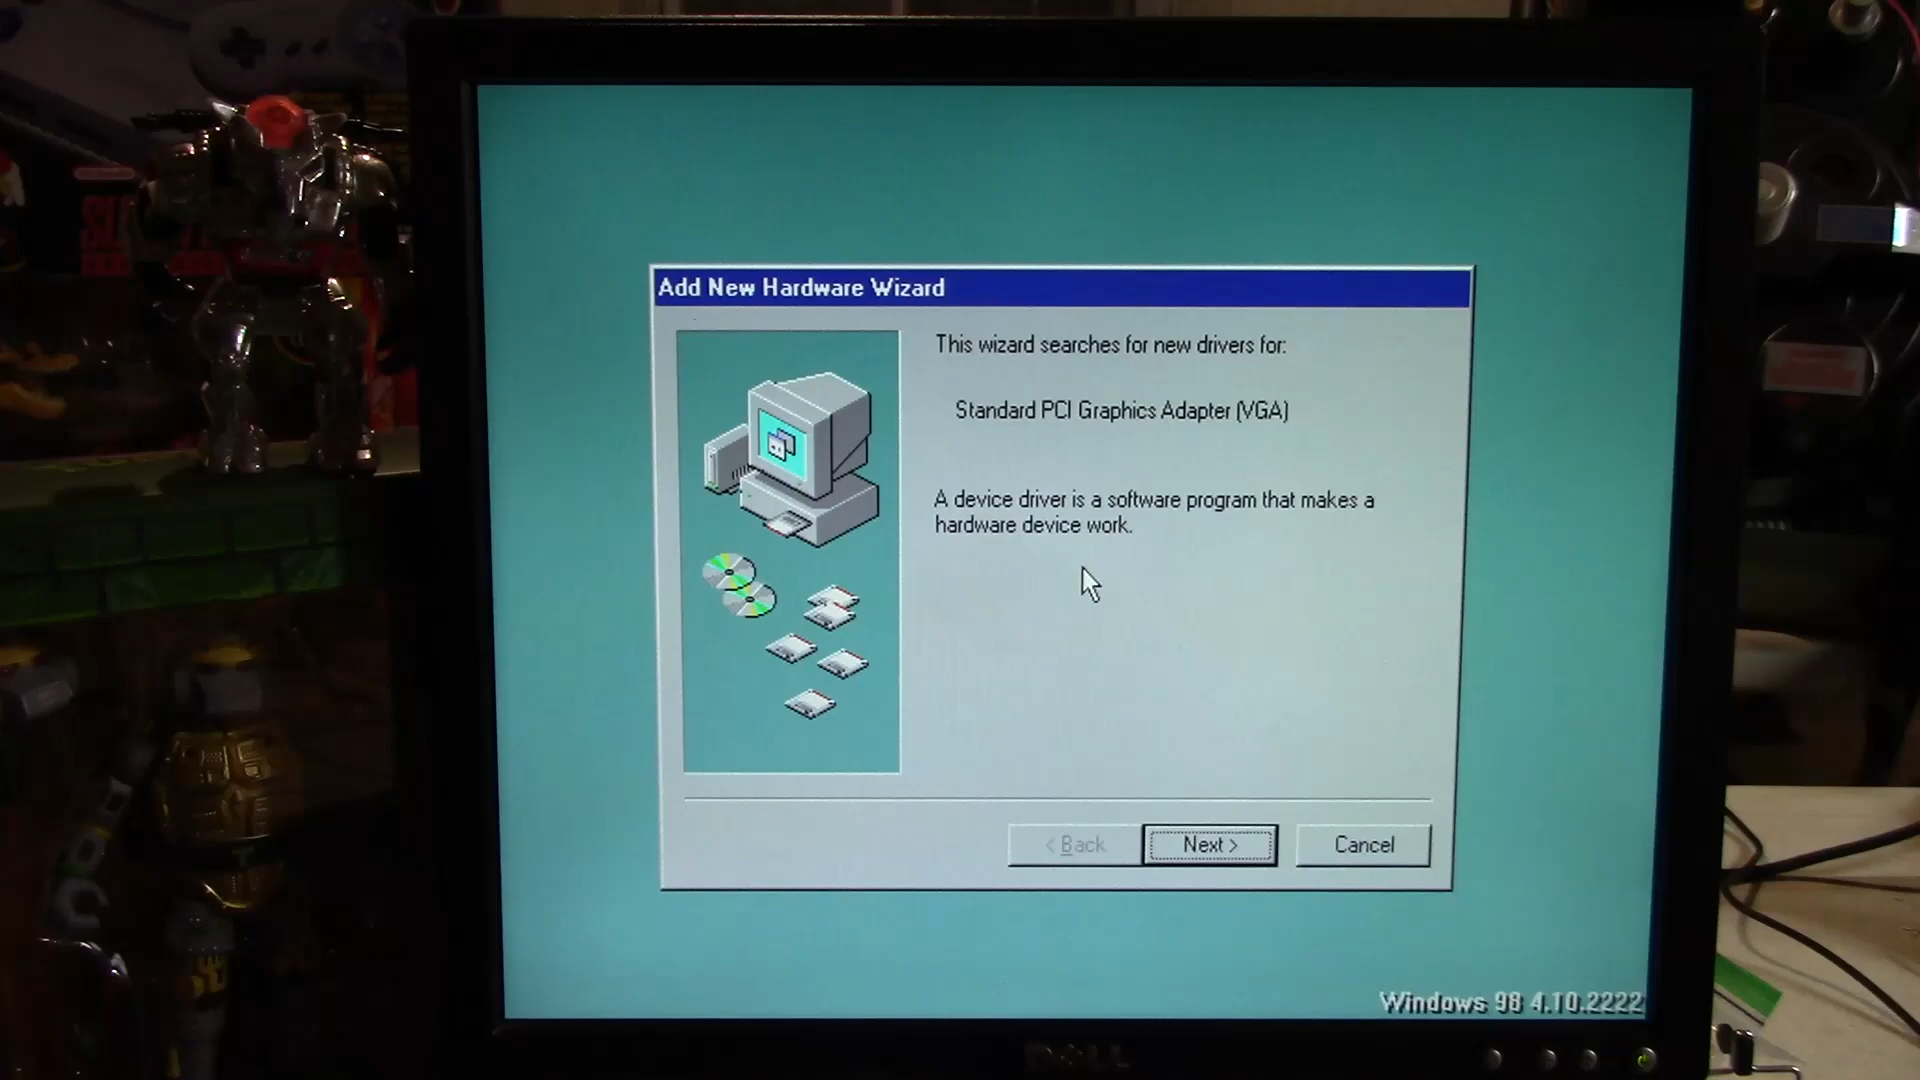 Add New Hardware Wizard
This wizard searches for new drivers for:
Standard PCI Graphics Adapter (VGA)
A device driver is a software program that makes a
hardware device work.
< Back
Next >
Cancel
Windows 98 4.10.2222
DELL